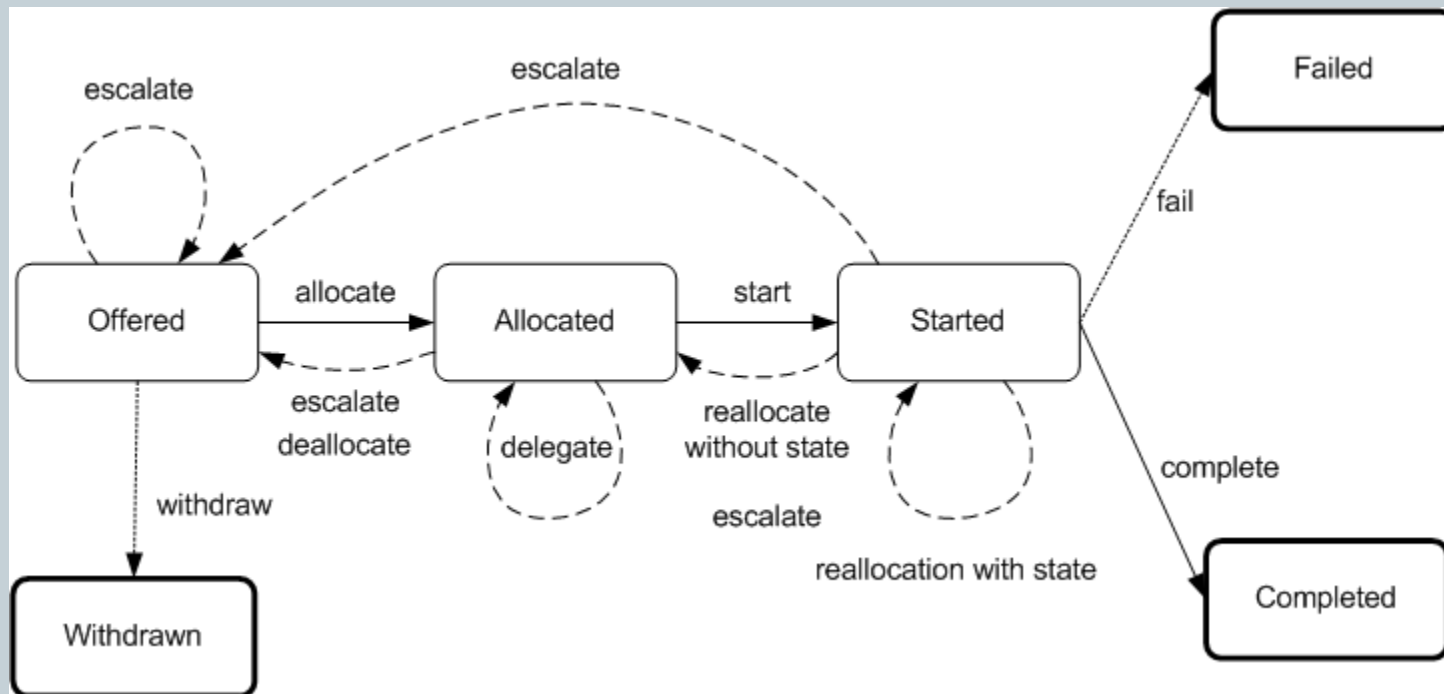 escalate
escalate
Failed
fail
Offered
allocate
Allocated
start
Started
escalate
deallocate
delegate
reallocate
without state
withdraw
escalate
complete
reallocation with state
Withdrawn
Completed